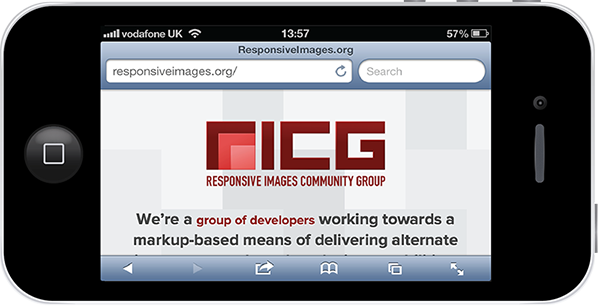 vodafone UK 13:57 57%
ResponsiveImages.org
responsiveimages.org/ Search
RICG
RESPONSIVE IMAGES COMMUNITY GROUP
We're a group of developers working towards a
markup-based means of delivering alternate